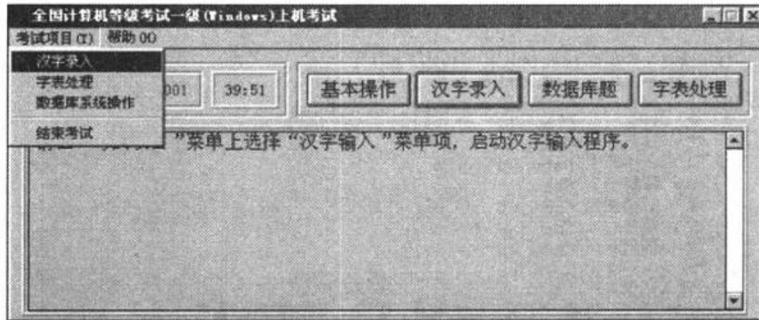 全国计算机等级考试一级(Windows)上机考试
考试项目(T) 帮助(H)
汉字录入
字表处理
数据库系统操作
结束考试
001 39:51
基本操作 汉字录入 数据库题 字表处理
”菜单上选择“汉字输入”菜单项，启动汉字输入程序。